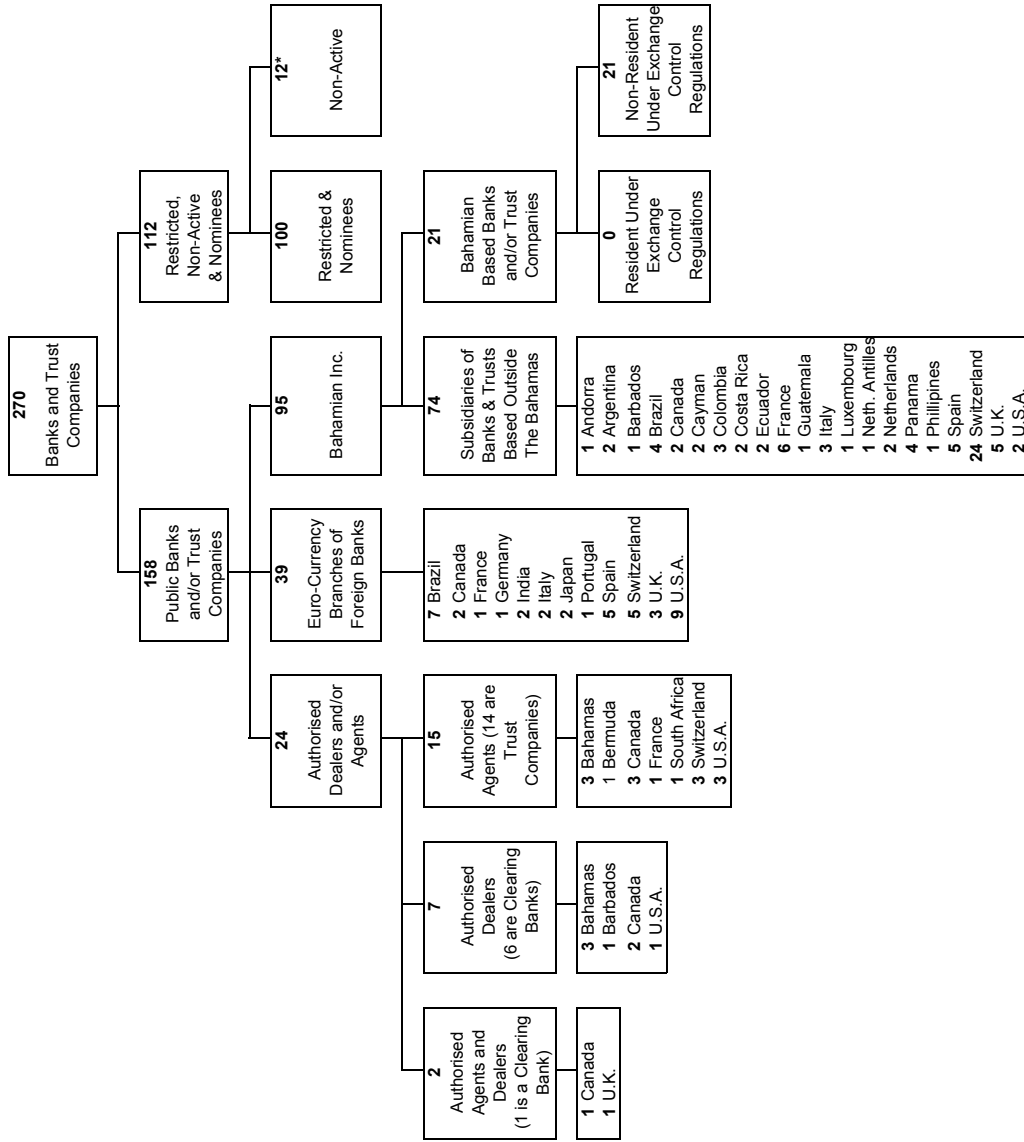 270
Banks and Trust
Companies
158
Public Banks
and/or Trust
Companies
112
Restricted,
Non-Active
& Nominees
24
Authorised
Dealers and/or
Agents
39
Euro-Currency
Branches of
Foreign Banks
95
Bahamian Inc.
100
Restricted &
Nominees
12*
Non-Active
2
Authorised
Agents and
Dealers
(1 is a Clearing
Bank)
7
Authorised
Dealers
(6 are Clearing
Banks)
15
Authorised
Agents (14 are
Trust
Companies)
7 Brazil
2 Canada
1 France
1 Germany
2 India
2 Italy
2 Japan
1 Portugal
5 Spain
5 Switzerland
3 U.K.
9 U.S.A.
74
Subsidiaries of
Banks & Trusts
Based Outside
The Bahamas
21
Bahamian
Based Banks
and/or Trust
Companies
1 Canada
1 U.K.
3 Bahamas
1 Barbados
2 Canada
1 U.S.A.
3 Bahamas
1 Bermuda
3 Canada
1 France
1 South Africa
3 Switzerland
3 U.S.A.
1 Andorra
2 Argentina
1 Barbados
4 Brazil
2 Canada
2 Cayman
3 Colombia
2 Costa Rica
2 Ecuador
6 France
1 Guatemala
3 Italy
1 Luxembourg
1 Neth. Antilles
2 Netherlands
4 Panama
1 Phillipines
5 Spain
24 Switzerland
5 U.K.
2 U.S.A.
0
Resident Under
Exchange
Control
Regulations
21
Non-Resident
Under Exchange
Control
Regulations